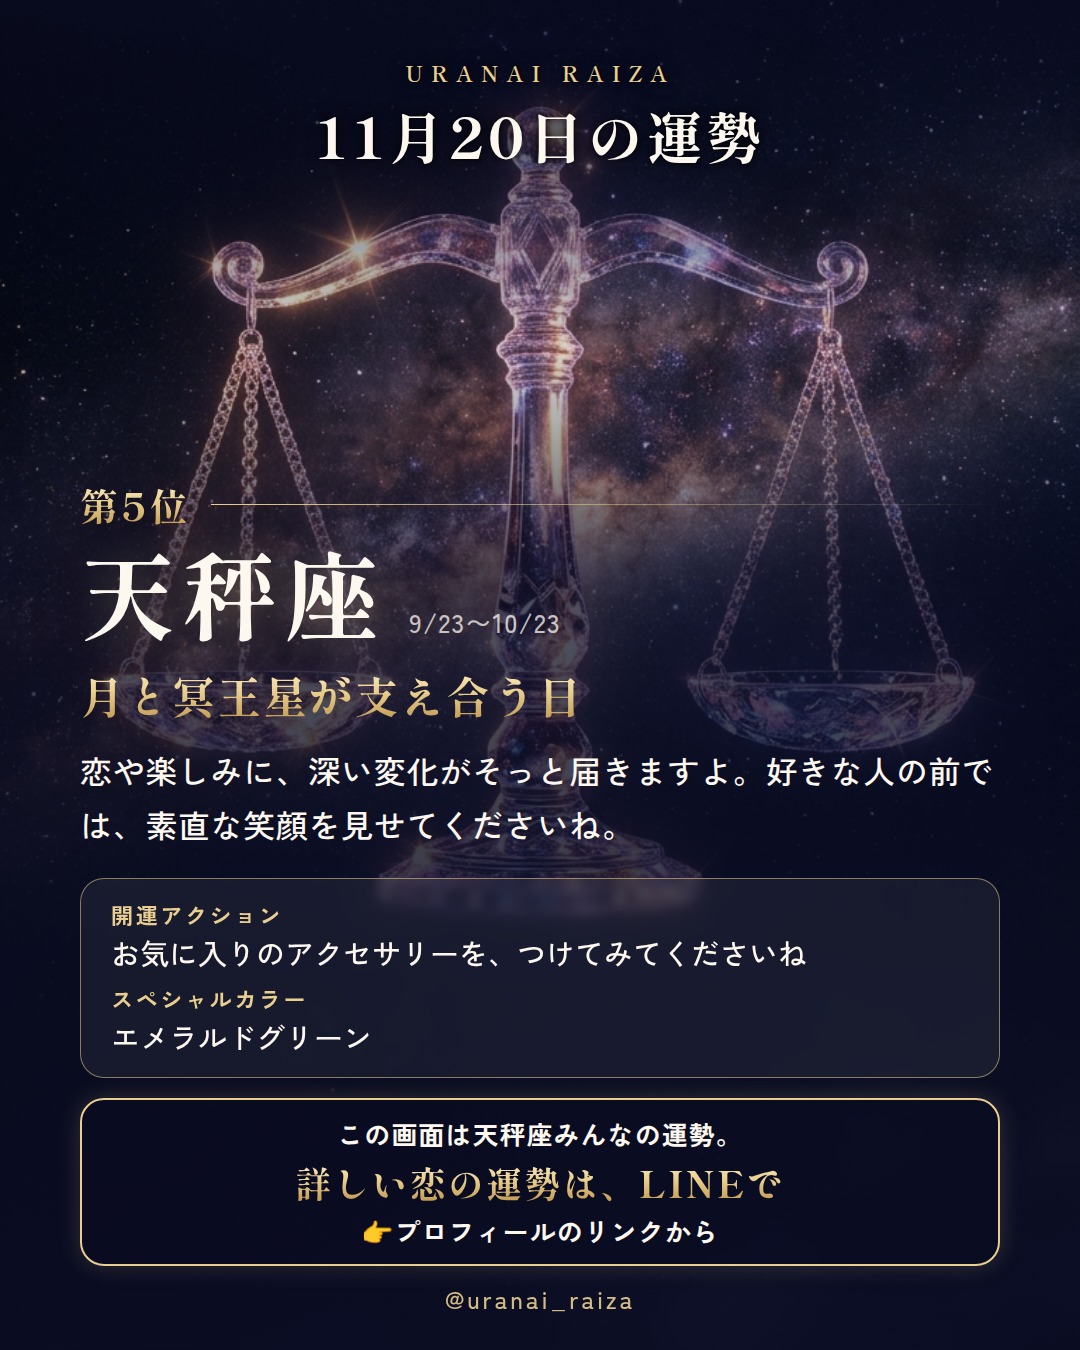 URANAI RAIZA
11月20日の運勢
第5位
天秤座 9/23〜10/23
月と冥王星が支え合う日
恋や楽しみに、深い変化がそっと届きますよ。好きな人の前で
は、素直な笑顔を見せてくださいね。
開運アクション
お気に入りのアクセサリーを、つけてみてくださいね
スペシャルカラー
エメラルドグリーン
この画面は天秤座みんなの運勢。
詳しい恋の運勢は、LINEで
👉プロフィールのリンクから
@uranai_raiza